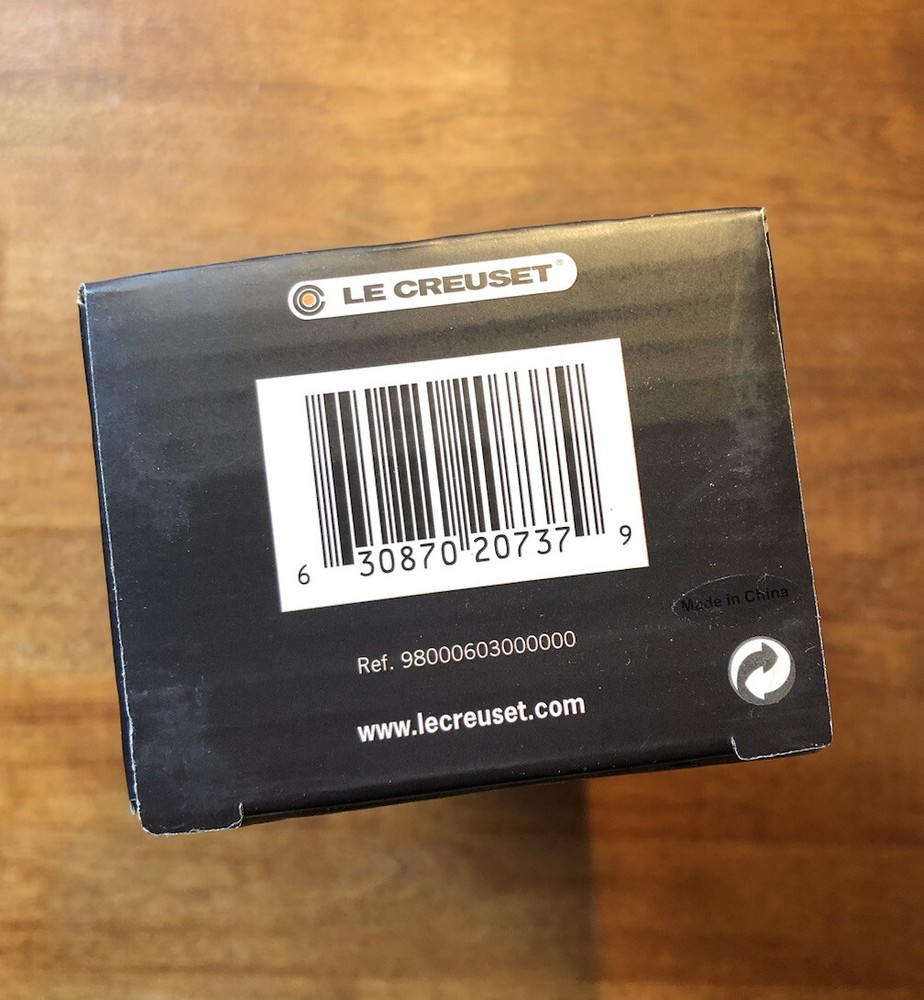 LE CREUSET®
6 30870 20737 9
Made in China
Ref. 98000603000000
www.lecreuset.com